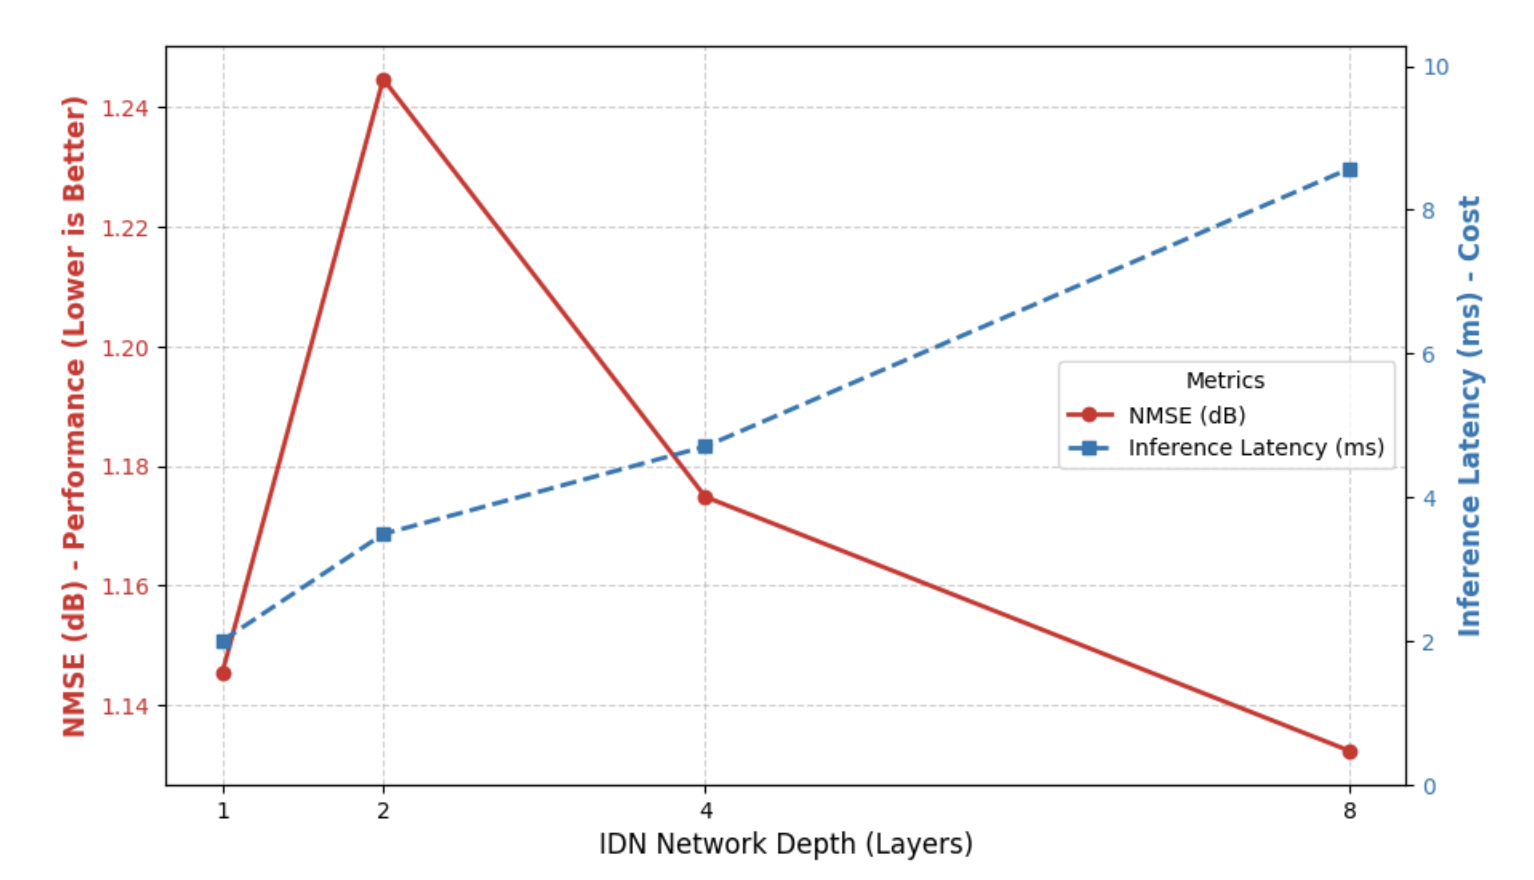 NMSE (dB) - Performance (Lower is Better)
1.24
1.22
1.20
1.18
1.16
1.14
10
8
6
4
2
0
Inference Latency (ms) - Cost
Metrics
NMSE (dB)
Inference Latency (ms)
1 2 4 8
IDN Network Depth (Layers)